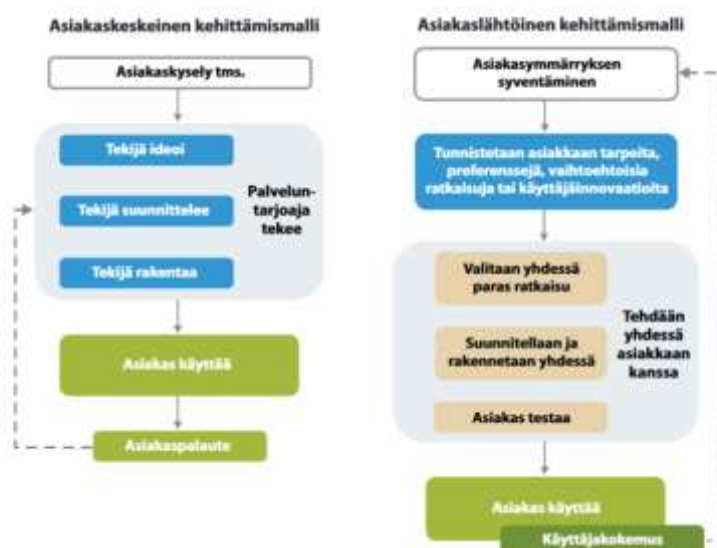 Asiakaskeskeinen kehittämismalli
Asiakaskysely tms.
Tekijä ideoi
Tekijä suunnittelee
Tekijä rakentaa
Palvelun-
tarjoaja
tekee
Asiakas käyttää
Asiakaspalaute
Asiakaslähtöinen kehittämismalli
Asiakasymmärryksen
syventäminen
Tunnistetaan asiakkaan tarpeita,
preferenssejä, vaihtoehtoisia
ratkaisuja tai käyttäjäinnovaatioita
Valitaan yhdessä
paras ratkaisu
Suunnitellaan ja
rakennetaan yhdessä
Asiakas testaa
Tehdään
yhdessä
asiakkaan
kanssa
Asiakas käyttää
Käyttäjakokemus